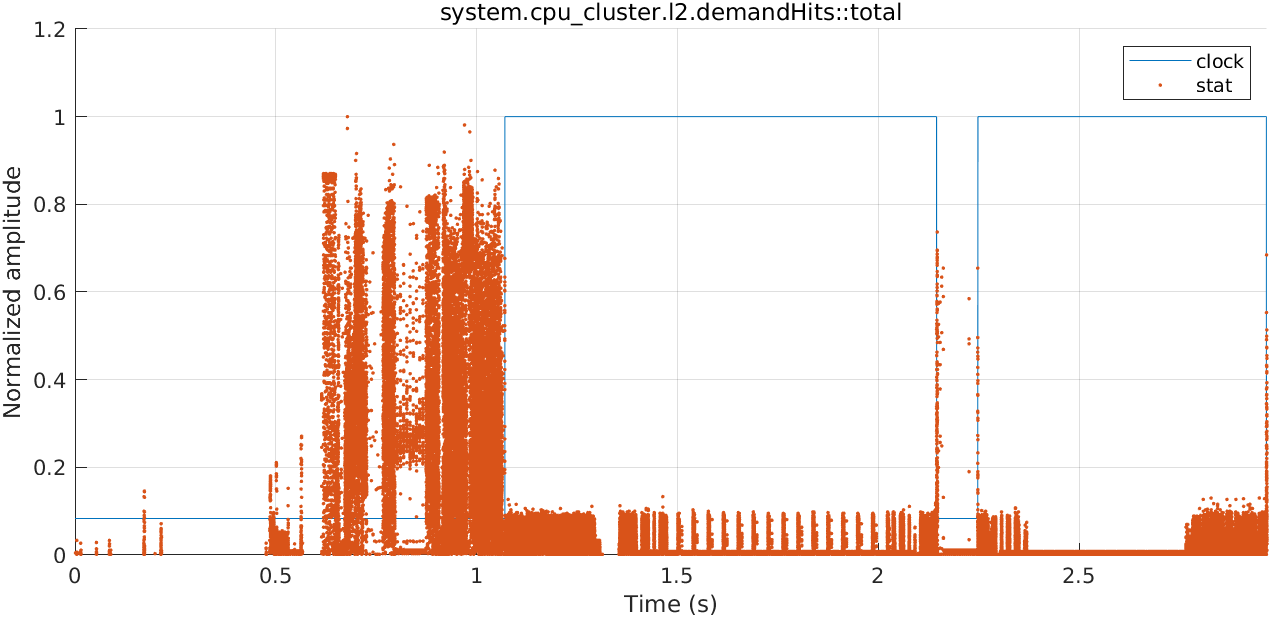 system.cpu_cluster.l2.demandHits::total
1.2
1
0.8
0.6
0.4
0.2
0
Normalized amplitude
clock
stat
0 0.5 1 1.5 2 2.5
Time (s)